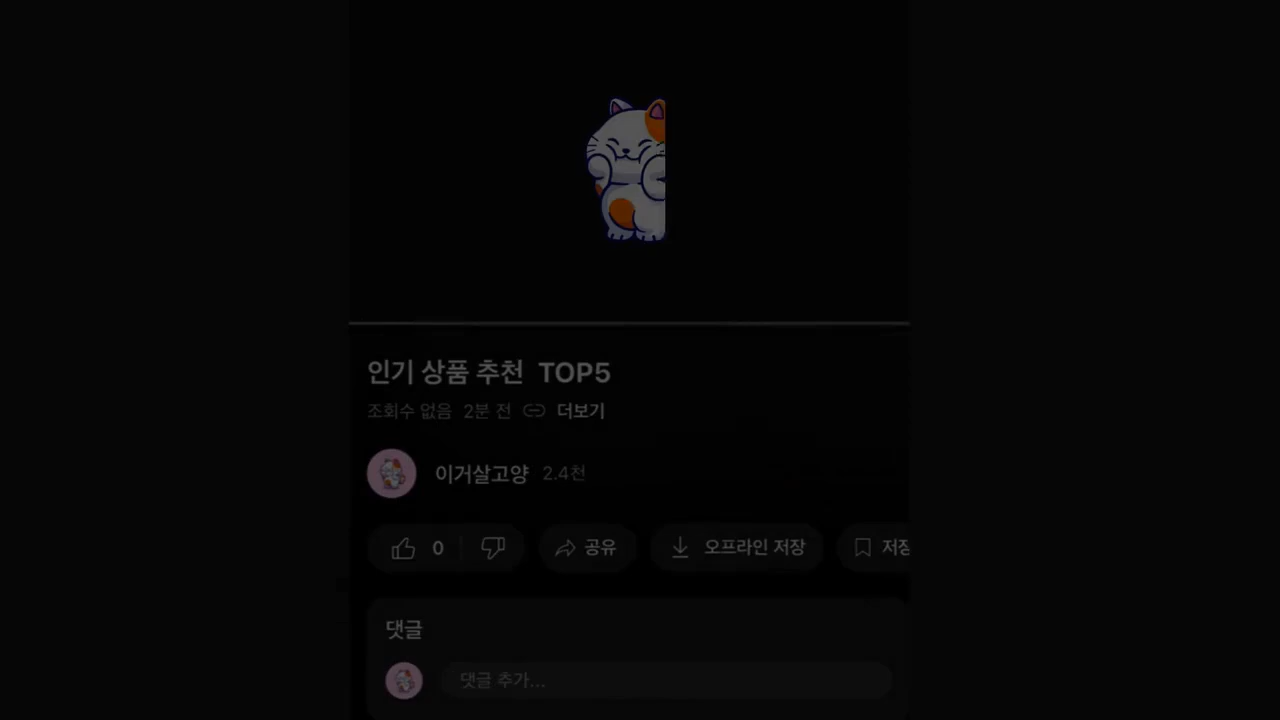 인기 상품 추천 TOP5
조회수 없음 2분 전 더보기
이거살고양 2.4천
0 공유 오프라인 저장 저장
댓글
댓글 추가...